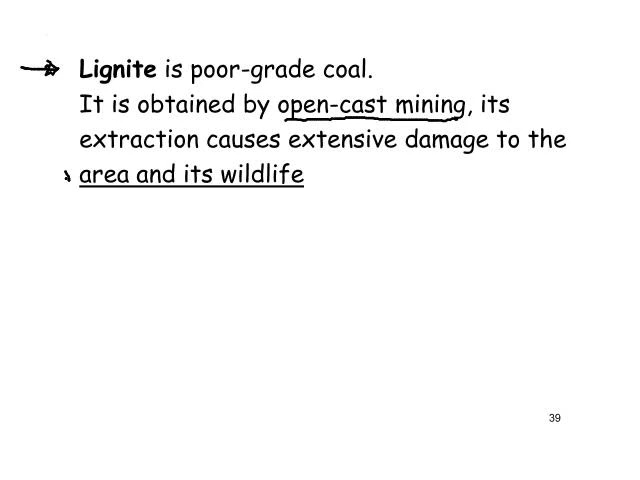 Lignite is poor-grade coal.
It is obtained by open-cast mining, its
extraction causes extensive damage to the
area and its wildlife
39